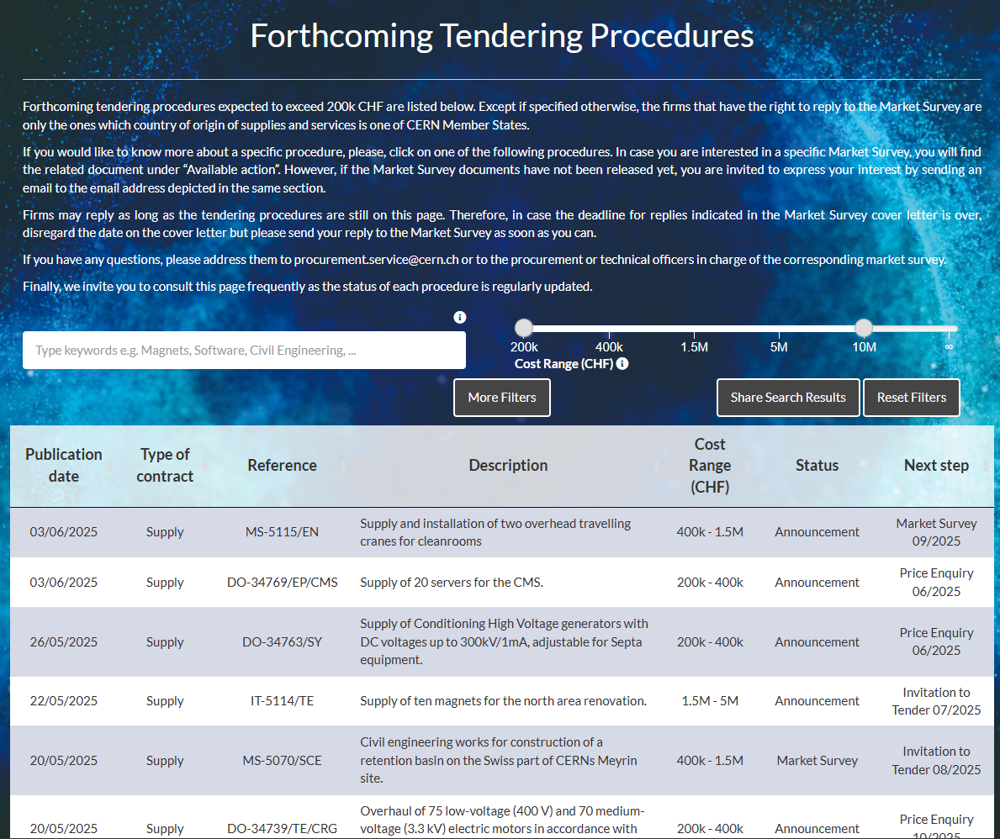 Forthcoming Tendering Procedures
Forthcoming tendering procedures expected to exceed 200k CHF are listed below. Except if specified otherwise, the firms that have the right to reply to the Market Survey are
only the ones which country of origin of supplies and services is one of CERN Member States.
If you would like to know more about a specific procedure, please, click on one of the following procedures. In case you are interested in a specific Market Survey, you will find
the related document under “Available action”. However, if the Market Survey documents have not been released yet, you are invited to express your interest by sending an
email to the email address depicted in the same section.
Firms may reply as long as the tendering procedures are still on this page. Therefore, in case the deadline for replies indicated in the Market Survey cover letter is over,
disregard the date on the cover letter but please send your reply to the Market Survey as soon as you can.
If you have any questions, please address them to procurement.service@cern.ch or to the procurement or technical officers in charge of the corresponding market survey.
Finally, we invite you to consult this page frequently as the status of each procedure is regularly updated.
Type keywords e.g. Magnets, Software, Civil Engineering, ...
200k 400k 1.5M 5M 10M ∞
Cost Range (CHF)
More Filters Share Search Results Reset Filters
Publication date Type of contract Reference Description Cost Range (CHF) Status Next step
03/06/2025 Supply MS-5115/EN Supply and installation of two overhead travelling cranes for cleanrooms 400k - 1.5M Announcement Market Survey 09/2025
03/06/2025 Supply DO-34769/EP/CMS Supply of 20 servers for the CMS. 200k - 400k Announcement Price Enquiry 06/2025
26/05/2025 Supply DO-34763/SY Supply of Conditioning High Voltage generators with DC voltages up to 300kV/1mA, adjustable for Septa equipment. 200k - 400k Announcement Price Enquiry 06/2025
22/05/2025 Supply IT-5114/TE Supply of ten magnets for the north area renovation. 1.5M - 5M Announcement Invitation to Tender 07/2025
20/05/2025 Supply MS-5070/SCE Civil engineering works for construction of a retention basin on the Swiss part of CERNs Meyrin site. 400k - 1.5M Market Survey Invitation to Tender 08/2025
20/05/2025 Supply DO-34739/TE/CRG Overhaul of 75 low-voltage (400 V) and 70 medium-voltage (3.3 kV) electric motors in accordance with 200k - 400k Announcement Price Enquiry 10/2025